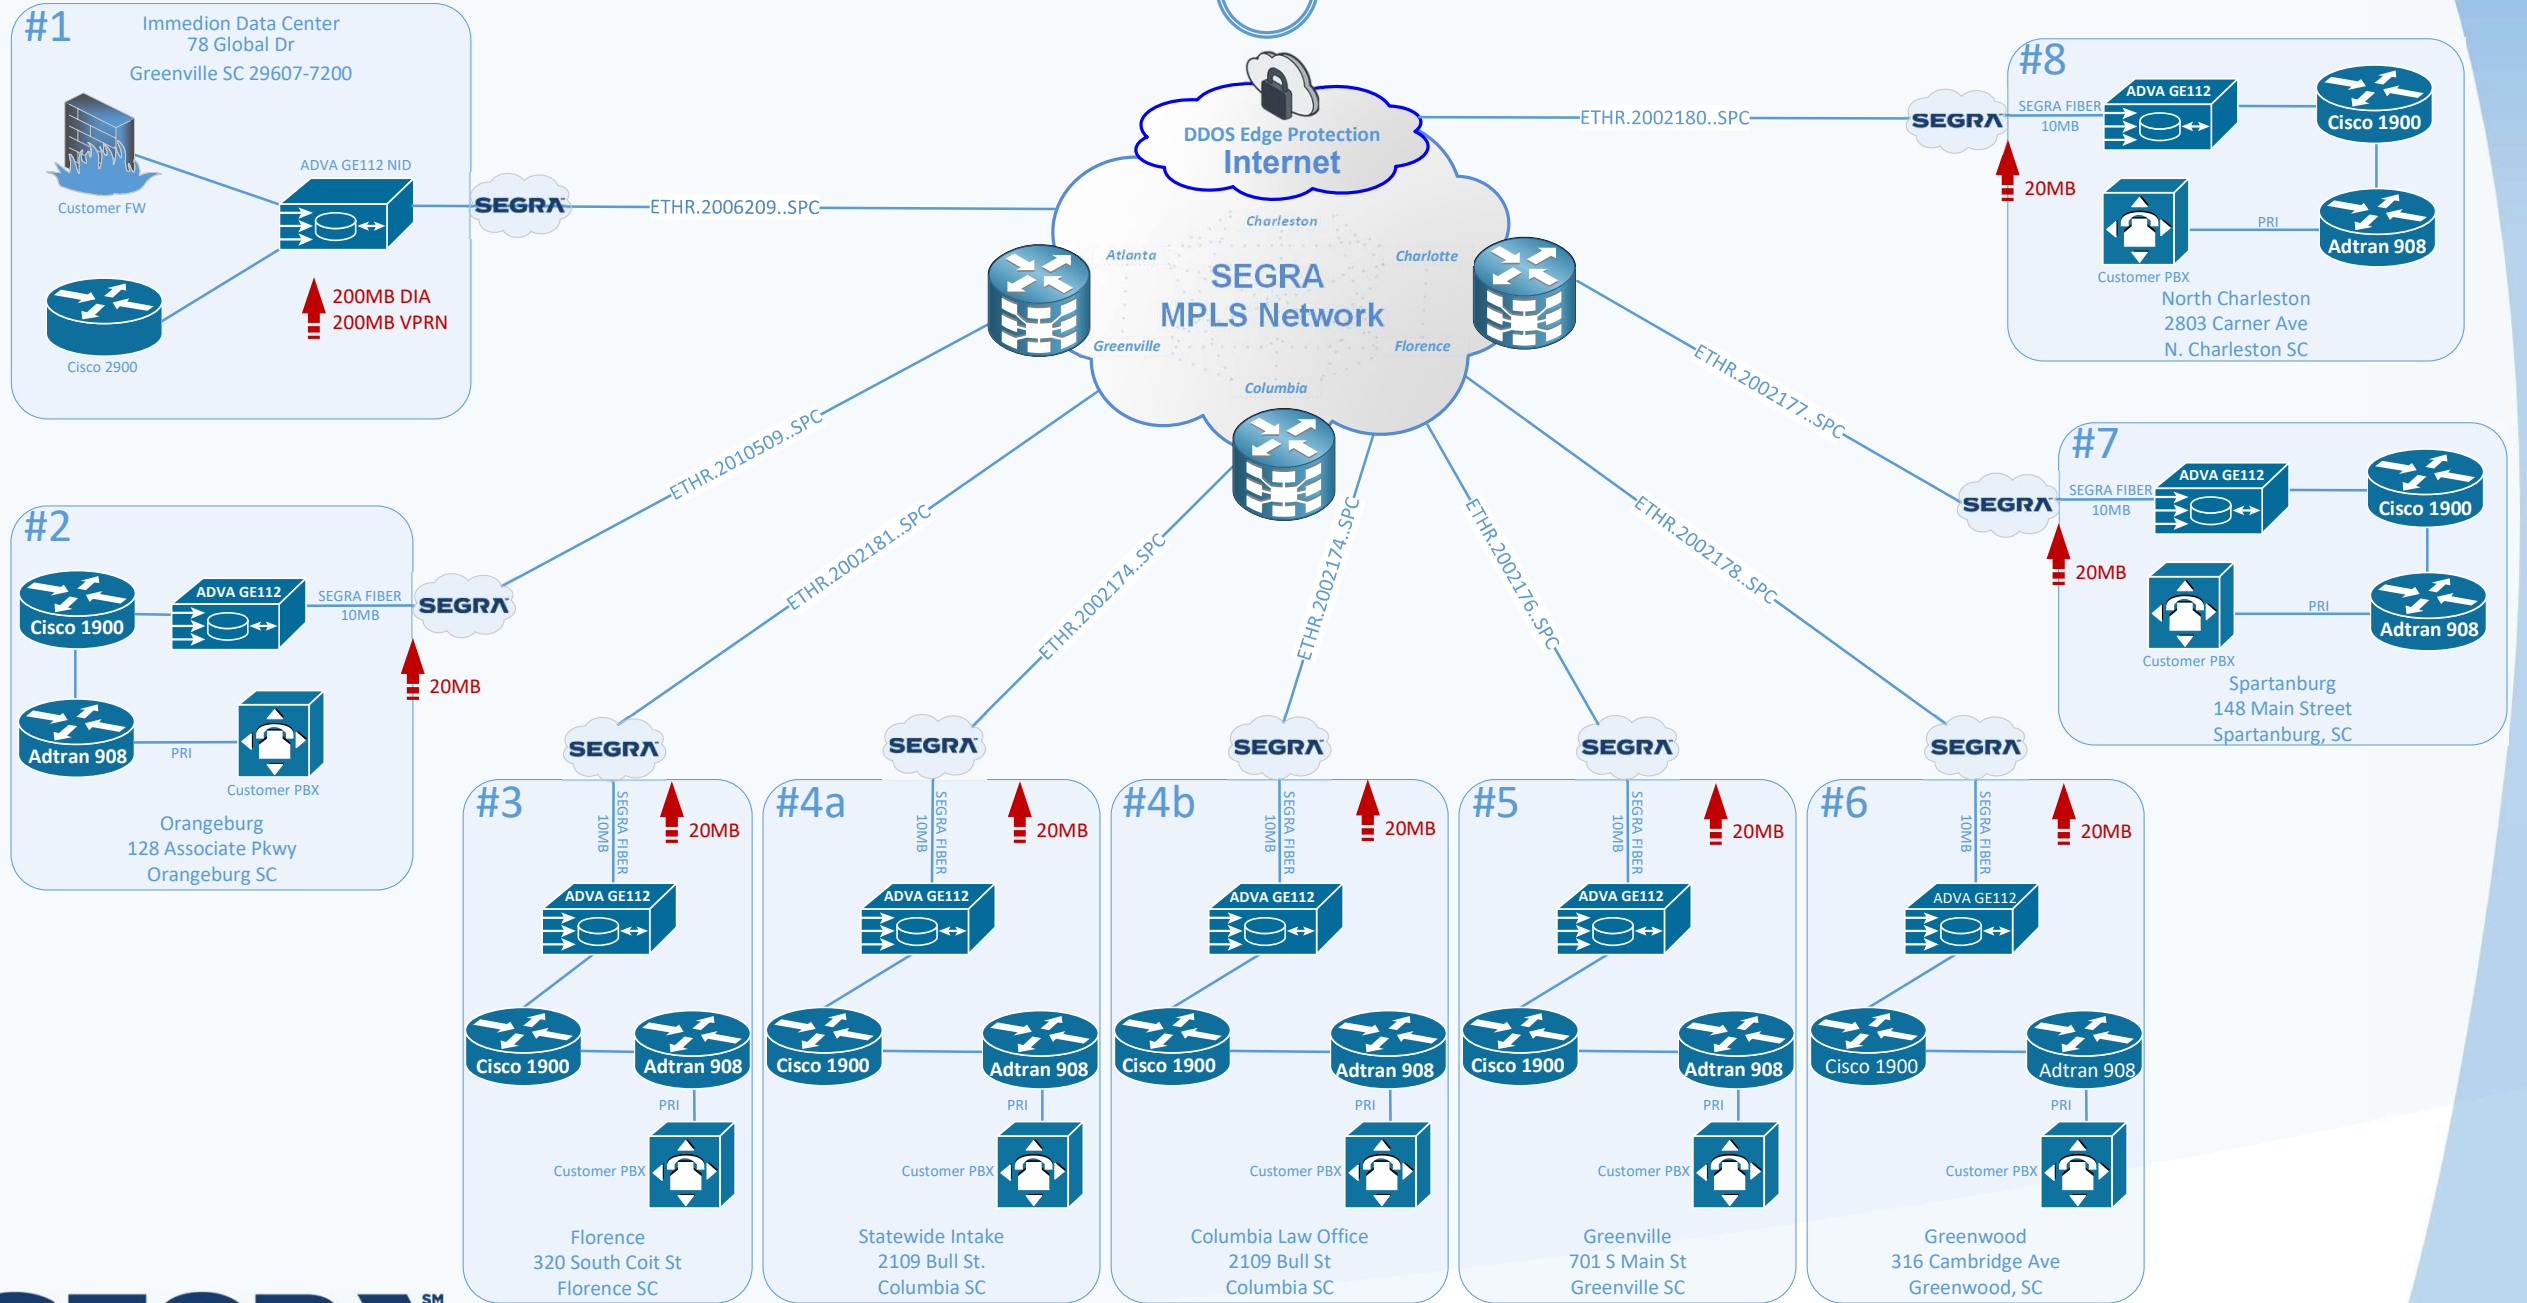 #1
Immedion Data Center
78 Global Dr
Greenville SC 29607-7200
ADVA GE112 NID
Customer FW
Cisco 2900
200MB DIA
200MB VPRN
SEGRA
ETHR.2006209..SPC
DDOS Edge Protection
Internet
Charleston
Atlanta
Charlotte
SEGRA
MPLS Network
Greenville
Florence
Columbia
ETHR.2002180..SPC
SEGRA
#8
SEGRA FIBER
10MB
ADVA GE112
Cisco 1900
20MB
PRI
Adtran 908
Customer PBX
North Charleston
2803 Carner Ave
N. Charleston SC
ETHR.2002177..SPC
SEGRA
#7
SEGRA FIBER
10MB
ADVA GE112
Cisco 1900
20MB
PRI
Adtran 908
Customer PBX
Spartanburg
148 Main Street
Spartanburg, SC
#2
Cisco 1900
ADVA GE112
SEGRA FIBER
10MB
SEGRA
ETHR.2010509..SPC
20MB
Adtran 908
PRI
Customer PBX
Orangeburg
128 Associate Pkwy
Orangeburg SC
ETHR.2002181..SPC
ETHR.2002174..SPC
ETHR.2002174..SPC
ETHR.2002176..SPC
ETHR.2002178..SPC
SEGRA
#3
SEGRA FIBER
10MB
20MB
ADVA GE112
Cisco 1900
Adtran 908
PRI
Customer PBX
Florence
320 South Coit St
Florence SC
SEGRA
#4a
SEGRA FIBER
10MB
20MB
ADVA GE112
Cisco 1900
Adtran 908
PRI
Customer PBX
Statewide Intake
2109 Bull St.
Columbia SC
SEGRA
#4b
SEGRA FIBER
10MB
20MB
ADVA GE112
Cisco 1900
Adtran 908
PRI
Customer PBX
Columbia Law Office
2109 Bull St
Columbia SC
SEGRA
#5
SEGRA FIBER
10MB
20MB
ADVA GE112
Cisco 1900
Adtran 908
PRI
Customer PBX
Greenville
701 S Main St
Greenville SC
SEGRA
#6
SEGRA FIBER
10MB
20MB
ADVA GE112
Cisco 1900
Adtran 908
PRI
Customer PBX
Greenwood
316 Cambridge Ave
Greenwood, SC
SEGRA SM